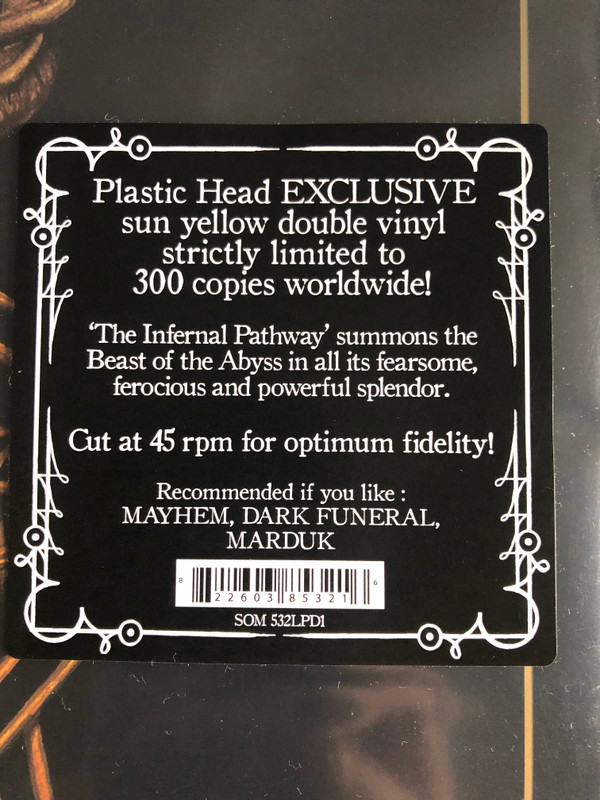 Plastic Head EXCLUSIVE
sun yellow double vinyl
strictly limited to
300 copies worldwide!
‘The Infernal Pathway’ summons the
Beast of the Abyss in all its fearsome,
ferocious and powerful splendor.
Cut at 45 rpm for optimum fidelity!
Recommended if you like :
MAYHEM, DARK FUNERAL,
MARDUK
8 22603 85321 6
SOM 532LPD1